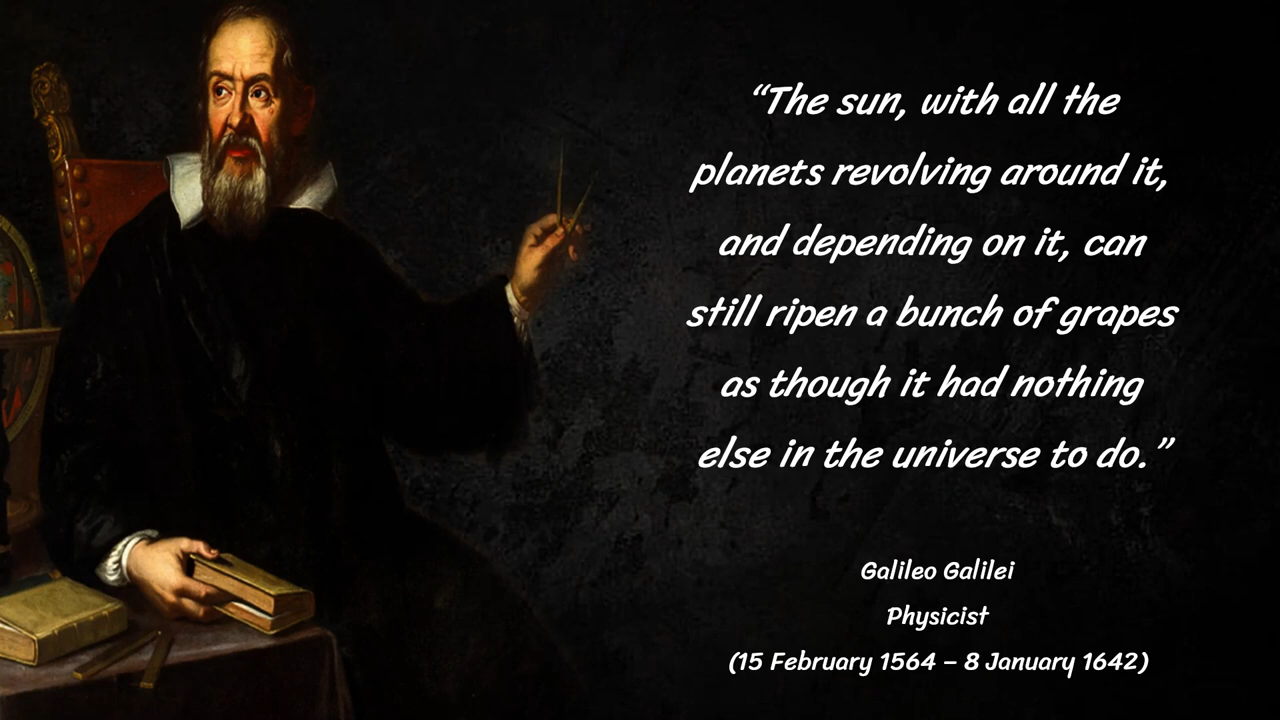 “The sun, with all the
planets revolving around it,
and depending on it, can
still ripen a bunch of grapes
as though it had nothing
else in the universe to do.”
Galileo Galilei
Physicist
(15 February 1564 – 8 January 1642)